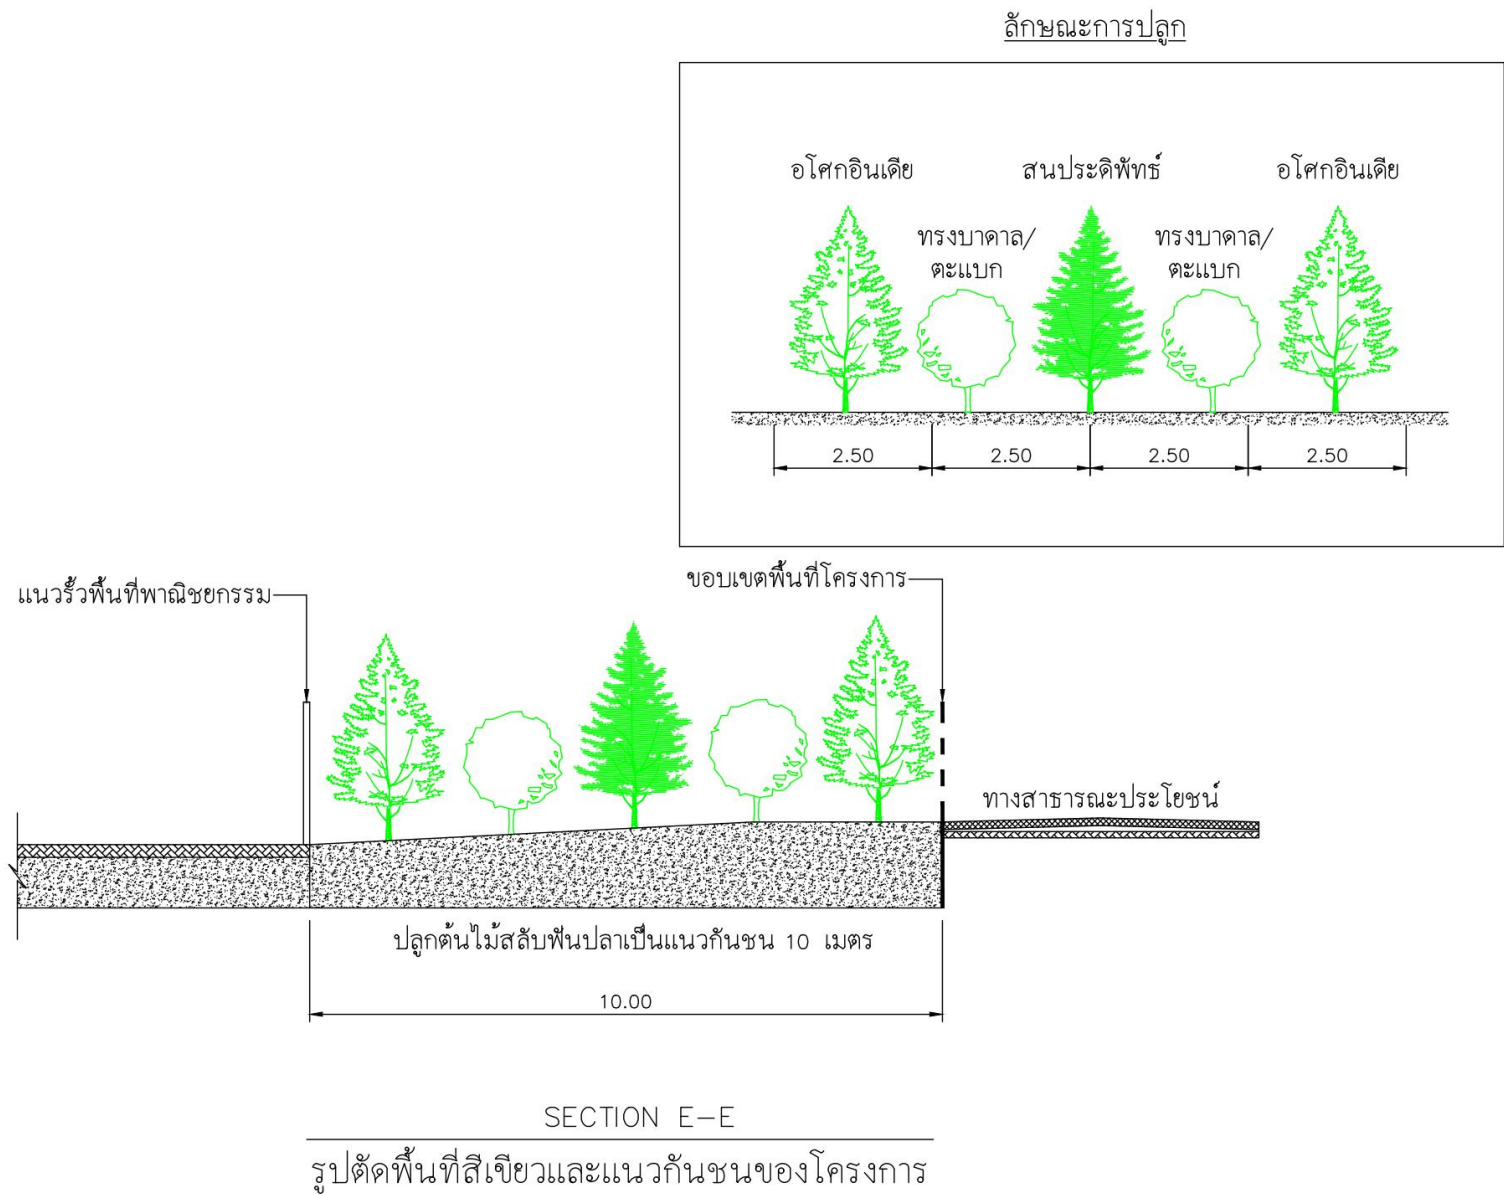 ลักษณะการปลูก
อโศกอินเดีย
สนประดิพัทธ์
อโศกอินเดีย
ทรงบาดาล/
ตะแบก
ทรงบาดาล/
ตะแบก
2.50
2.50
2.50
2.50
แนวรั้วพื้นที่พาณิชยกรรม
ขอบเขตพื้นที่โครงการ
ทางสาธารณะประโยชน์
ปลูกต้นไม้สลับฟันปลาเป็นแนวกันชน 10 เมตร
10.00
SECTION E-E
รูปตัดพื้นที่สีเขียวและแนวกันชนของโครงการ